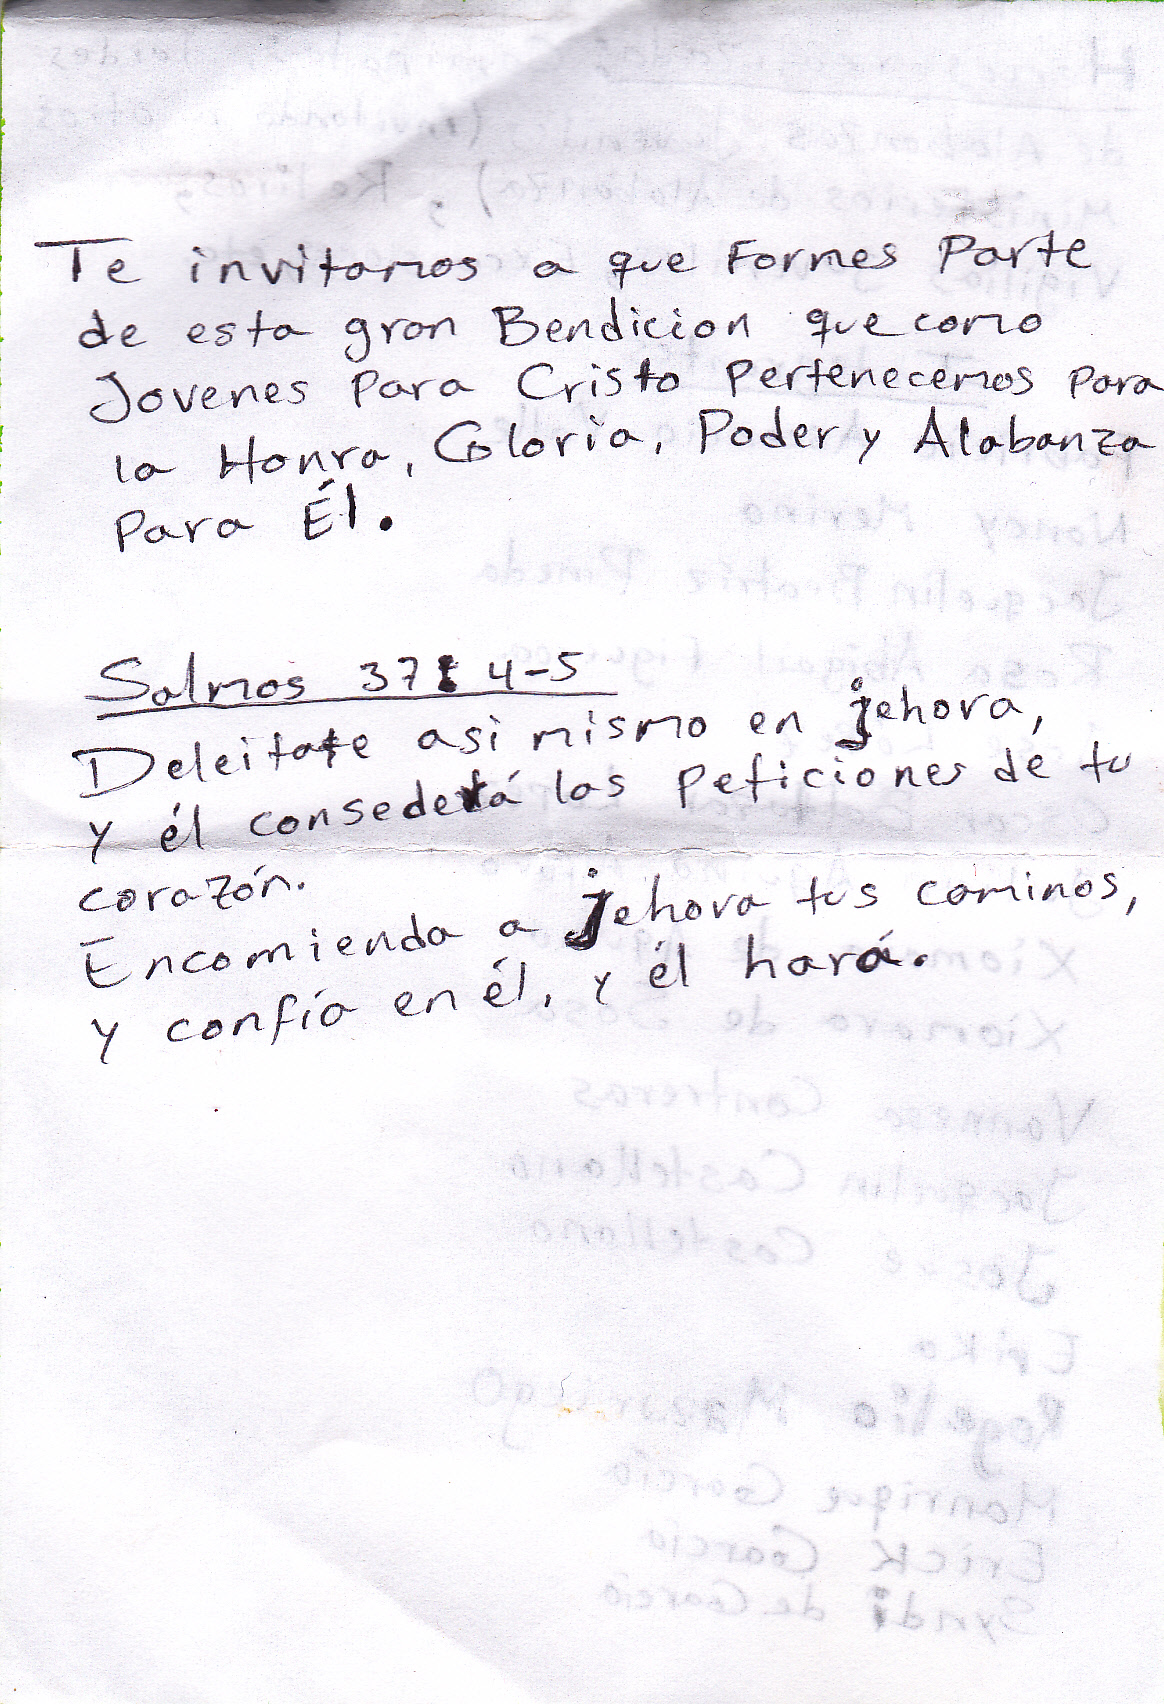 Te invitamos a que Formes Parte
de esta gran Bendicion que como
Jovenes Para Cristo Pertenecemos Para
la Honra, Gloria, Poder y Alabanza
Para Él.
Salmos 37: 4-5
Deleitate asi mismo en jehova,
y él consederá las Peticiones de tu
corazón.
Encomienda a jehova tus caminos,
y confía en él, y él hará.